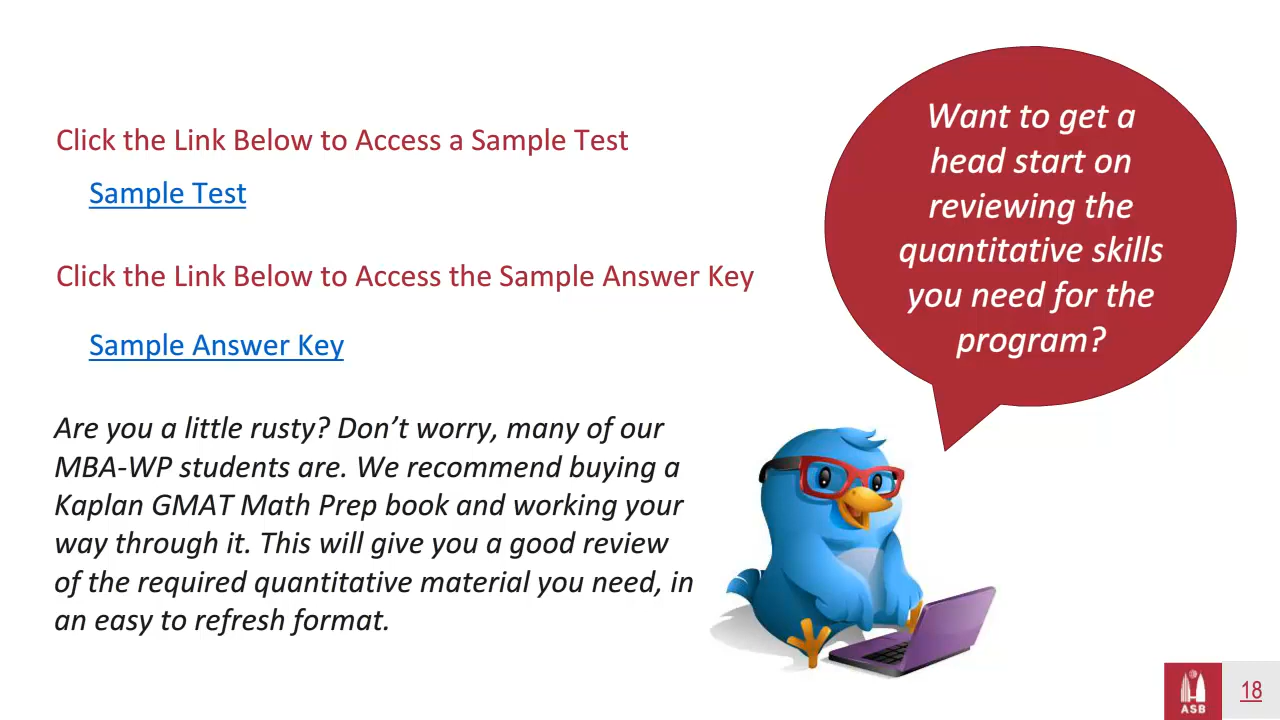 Click the Link Below to Access a Sample Test
Sample Test
Click the Link Below to Access the Sample Answer Key
Sample Answer Key
Are you a little rusty? Don’t worry, many of our
MBA-WP students are. We recommend buying a
Kaplan GMAT Math Prep book and working your
way through it. This will give you a good review
of the required quantitative material you need, in
an easy to refresh format.
Want to get a
head start on
reviewing the
quantitative skills
you need for the
program?
ASB
18